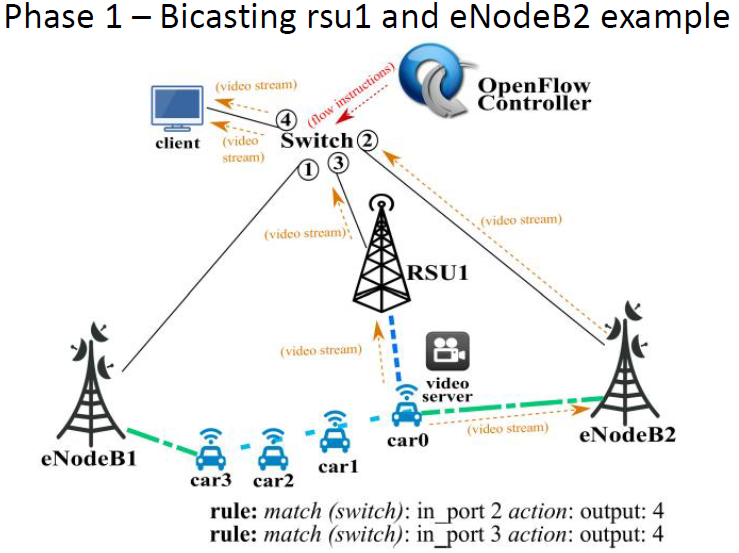 Phase 1 – Bicasting rsu1 and eNodeB2 example
(video stream)
(flow instructions)
OpenFlow
Controller
4
client
(video
stream)
Switch 2
1 3
(video stream)
(video stream)
RSU1
(video stream)
video
server
eNodeB1
car3
car2
car1
car0
(video stream)
eNodeB2
rule: match (switch): in_port 2 action: output: 4
rule: match (switch): in_port 3 action: output: 4